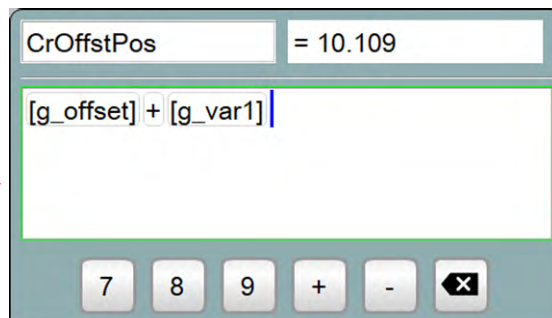 CrOffstPos = 10.109
[g_offset] + [g_var1]
7 8 9 + -